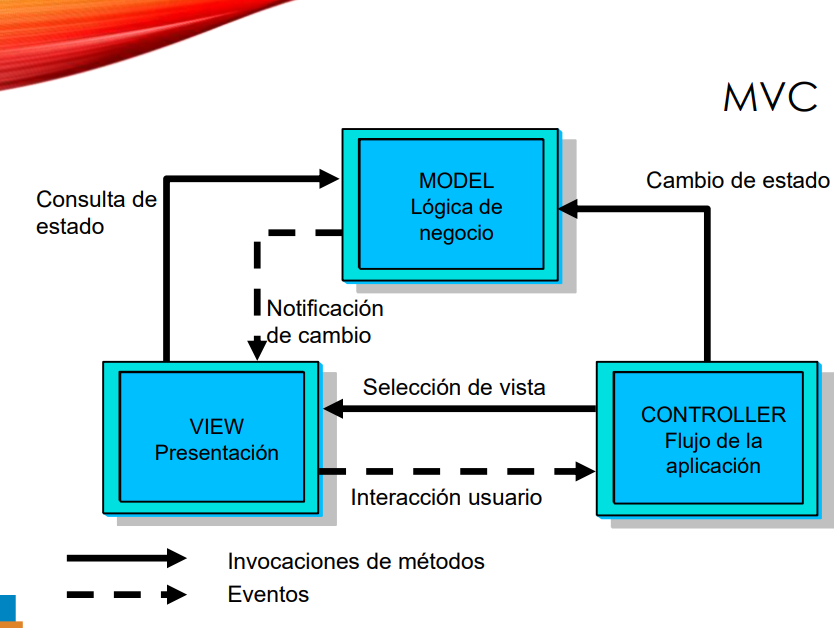 MVC
MODEL
Lógica de
negocio
Cambio de estado
Consulta de
estado
Notificación
de cambio
Selección de vista
VIEW
Presentación
CONTROLLER
Flujo de la
aplicación
Interacción usuario
Invocaciones de métodos
Eventos